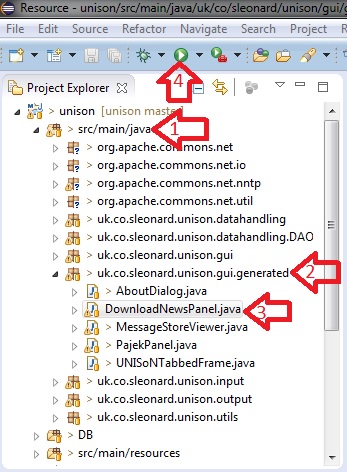 Resource - unison/src/main/java/uk/co/sleonard/unison/gui/g
File Edit Source Refactor Navigate Search Project
4
Project Explorer
> unison [unison master]
> src/main/java 1
> org.apache.commons.net
> org.apache.commons.net.io
> org.apache.commons.net.nntp
> org.apache.commons.net.util
> uk.co.sleonard.unison.datahandling
> uk.co.sleonard.unison.datahandling.DAO
> uk.co.sleonard.unison.gui
> uk.co.sleonard.unison.gui.generated 2
> AboutDialog.java
DownloadNewsPanel.java 3
> MessageStoreViewer.java
> PajekPanel.java
> UNISoNTabbedFrame.java
> uk.co.sleonard.unison.input
> uk.co.sleonard.unison.output
> uk.co.sleonard.unison.utils
> DB
> src/main/resources